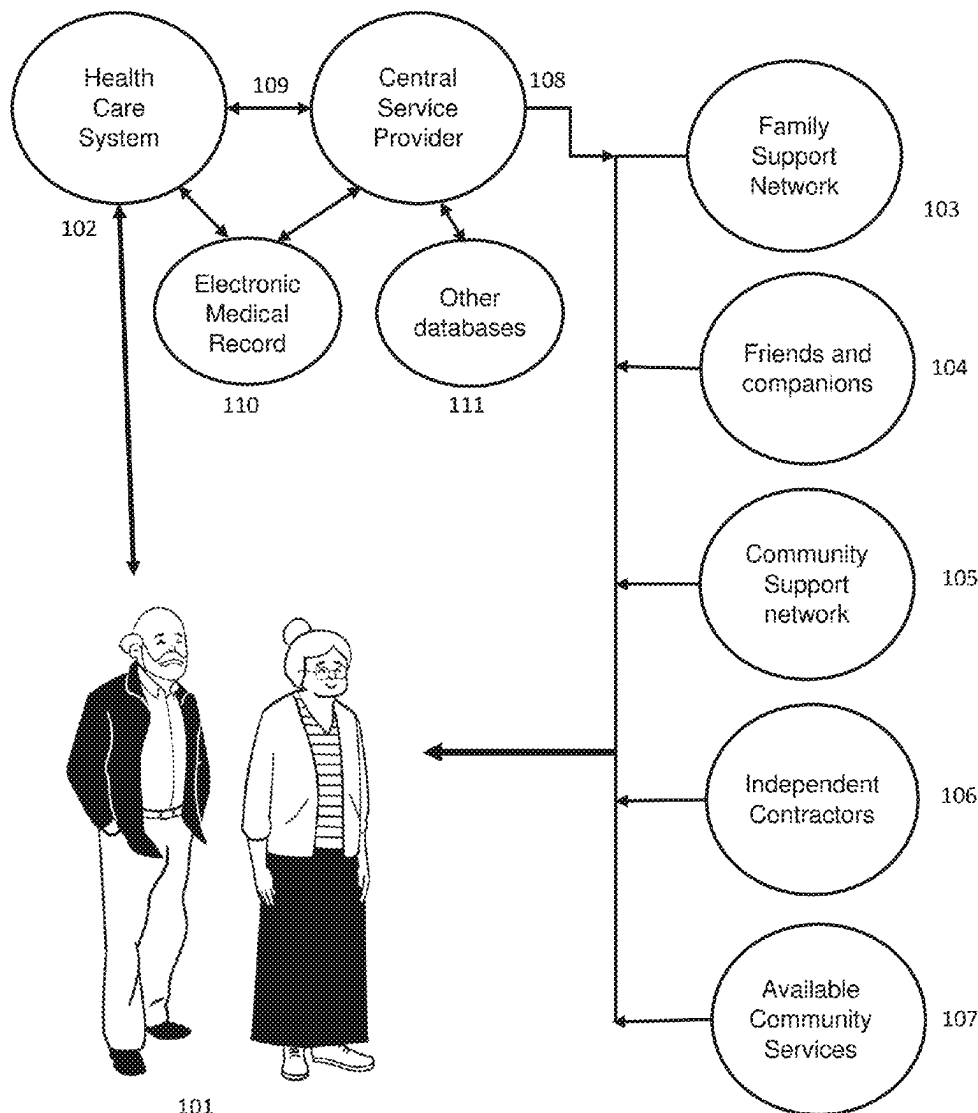 Health
Care
System
109
Central
Service
Provider
108
Family
Support
Network
103
102
Electronic
Medical
Record
110
Other
databases
111
Friends and
companions
104
Community
Support
network
105
Independent
Contractors
106
Available
Community
Services
107
101